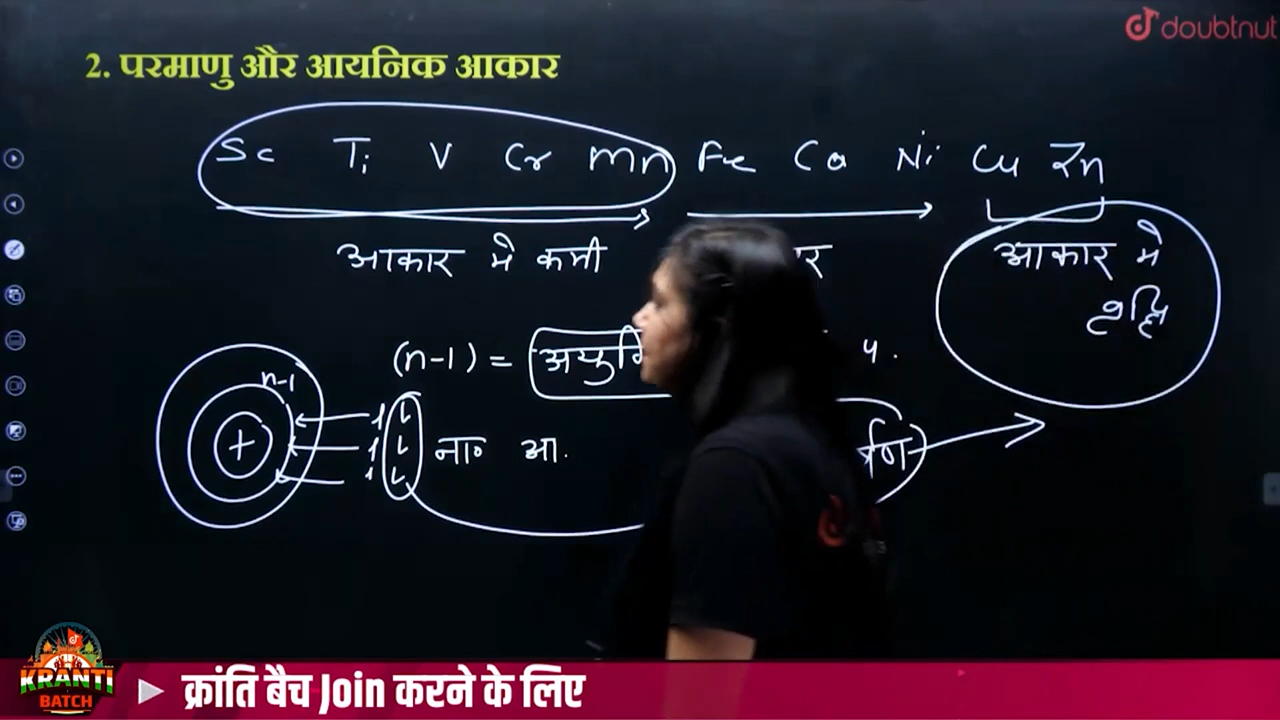 doubtnut
2. परमाणु और आयनिक आकार
Sc Ti V Cr Mn Fe Co Ni Cu Zn
आकार मे कमी
आकार मे
वृद्धि
(n-1) =
n-1
+
ना० आ.
KRANTI
BATCH
क्रांति बैच Join करने के लिए